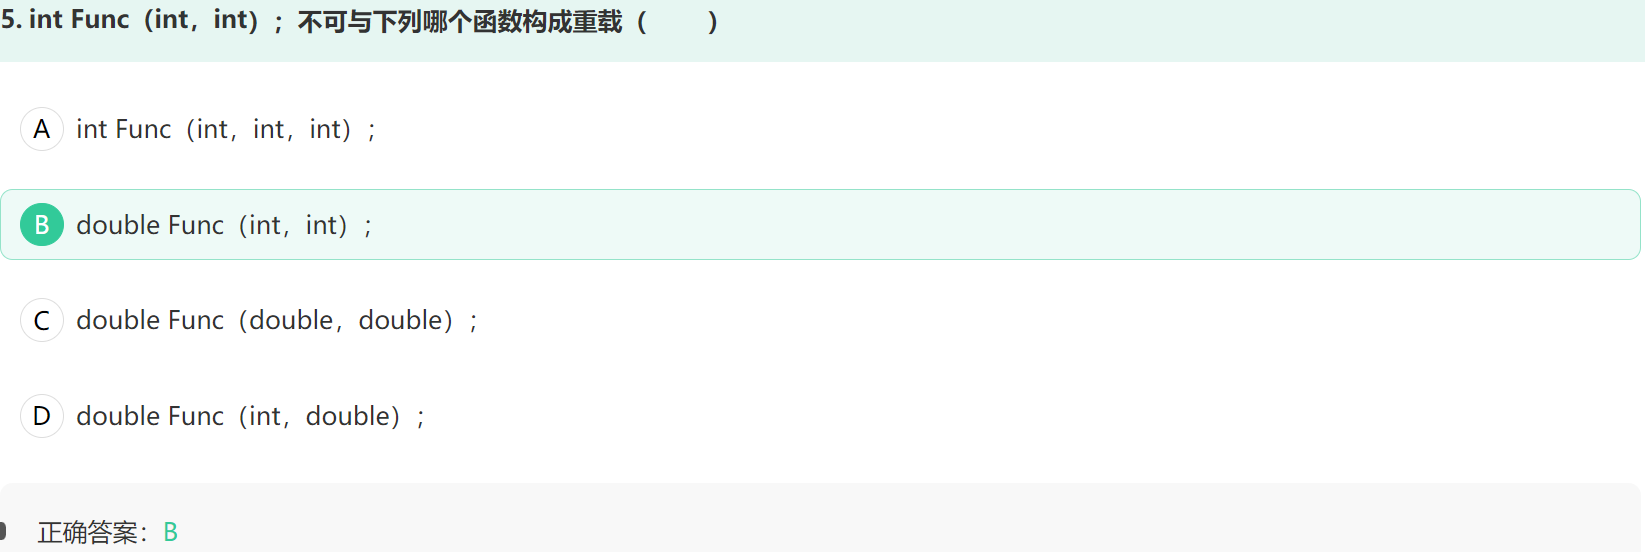 5. int Func（int，int）；不可与下列哪个函数构成重载（　　）
A int Func（int，int，int）；
B double Func（int，int）；
C double Func（double，double）；
D double Func（int，double）；
正确答案：B